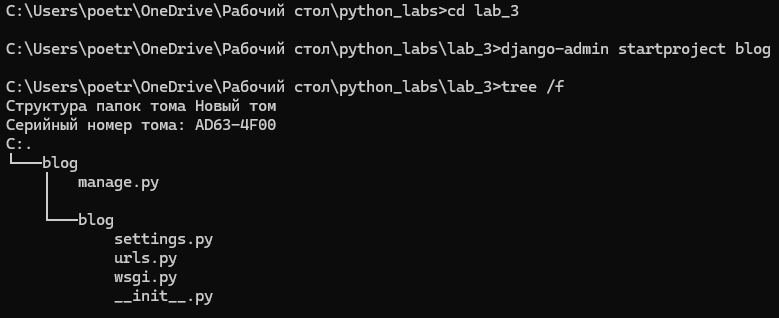 C:\Users\poetr\OneDrive\Рабочий стол\python_labs>cd lab_3
C:\Users\poetr\OneDrive\Рабочий стол\python_labs\lab_3>django-admin startproject blog
C:\Users\poetr\OneDrive\Рабочий стол\python_labs\lab_3>tree /f
Структура папок тома Новый том
Серийный номер тома: AD63-4F00
C:.
└───blog
    │   manage.py
    │
    └───blog
            settings.py
            urls.py
            wsgi.py
            __init__.py